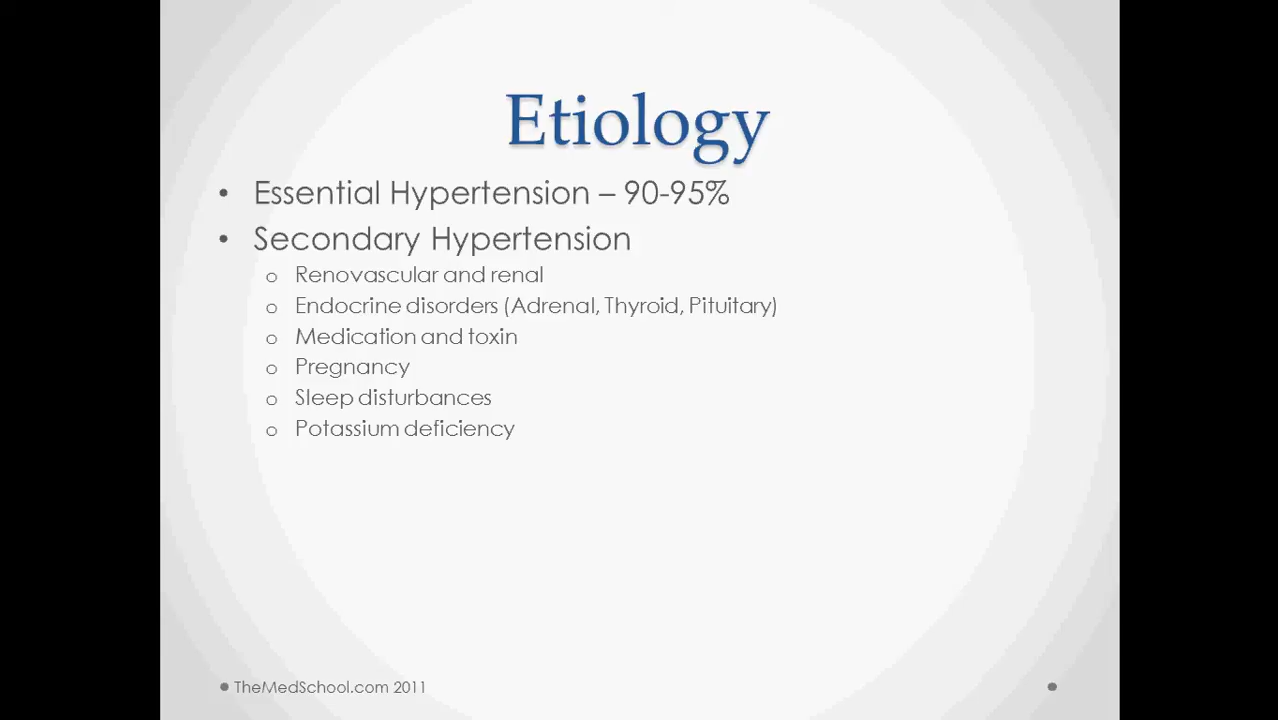 Etiology
• Essential Hypertension – 90-95%
• Secondary Hypertension
o Renovascular and renal
o Endocrine disorders (Adrenal, Thyroid, Pituitary)
o Medication and toxin
o Pregnancy
o Sleep disturbances
o Potassium deficiency
• TheMedSchool.com 2011